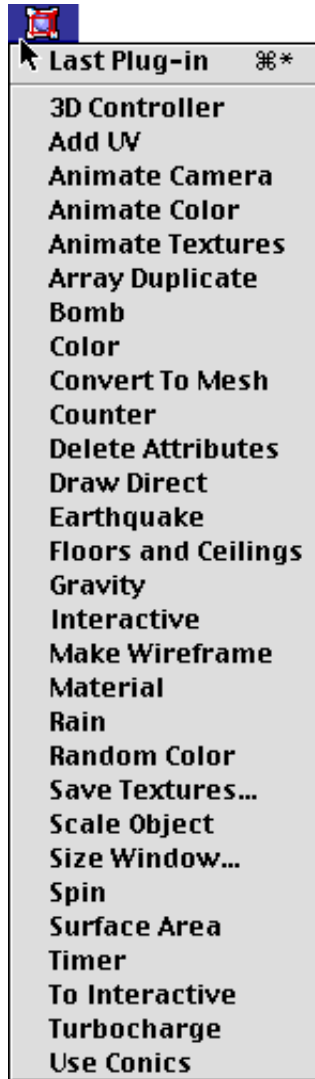 Last Plug-in ⌘*
3D Controller
Add UV
Animate Camera
Animate Color
Animate Textures
Array Duplicate
Bomb
Color
Convert To Mesh
Counter
Delete Attributes
Draw Direct
Earthquake
Floors and Ceilings
Gravity
Interactive
Make Wireframe
Material
Rain
Random Color
Save Textures...
Scale Object
Size Window...
Spin
Surface Area
Timer
To Interactive
Turbocharge
Use Conics